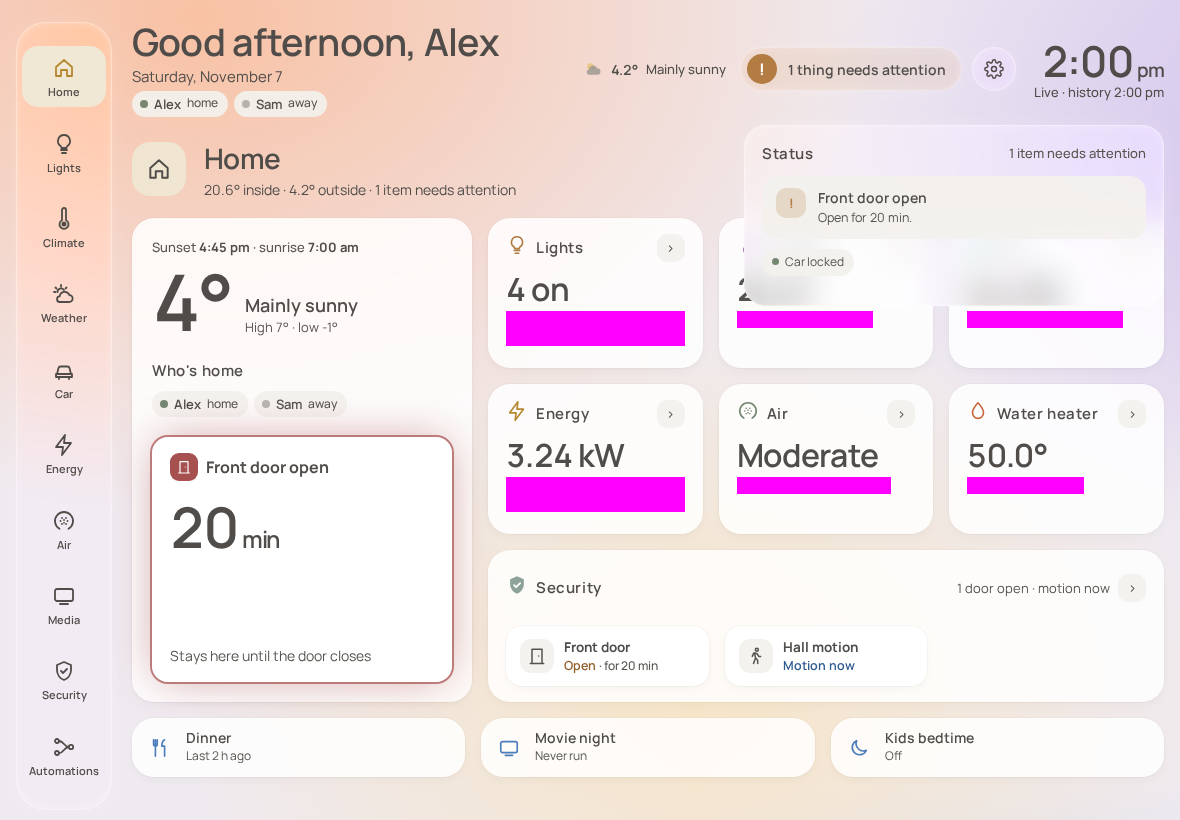 Good afternoon, Alex
Saturday, November 7
Alex home
Sam away
4.2° Mainly sunny
! 1 thing needs attention
2:00 pm
Live · history 2:00 pm
Home
Lights
Climate
Weather
Car
Energy
Air
Media
Security
Automations
Home
20.6° inside · 4.2° outside · 1 item needs attention
Status
1 item needs attention
! Front door open
Open for 20 min.
Car locked
Sunset 4:45 pm · sunrise 7:00 am
4°
Mainly sunny
High 7° · low -1°
Who's home
Alex home
Sam away
Front door open
20 min
Stays here until the door closes
Lights
4 on
Energy
3.24 kW
Air
Moderate
Water heater
50.0°
Security
1 door open · motion now
Front door
Open · for 20 min
Hall motion
Motion now
Dinner
Last 2 h ago
Movie night
Never run
Kids bedtime
Off